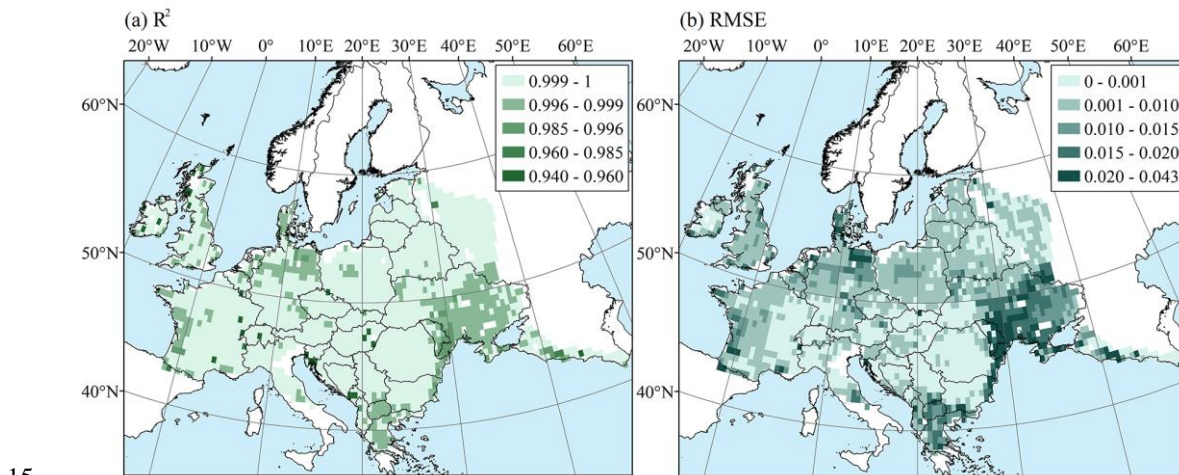 (a) R²
20°W 10°W 0° 10°E 20°E 30°E 40°E 50°E 60°E
60°N
50°N
40°N
0.999 - 1
0.996 - 0.999
0.985 - 0.996
0.960 - 0.985
0.940 - 0.960
(b) RMSE
20°W 10°W 0° 10°E 20°E 30°E 40°E 50°E 60°E
60°N
50°N
40°N
0 - 0.001
0.001 - 0.010
0.010 - 0.015
0.015 - 0.020
0.020 - 0.043
15